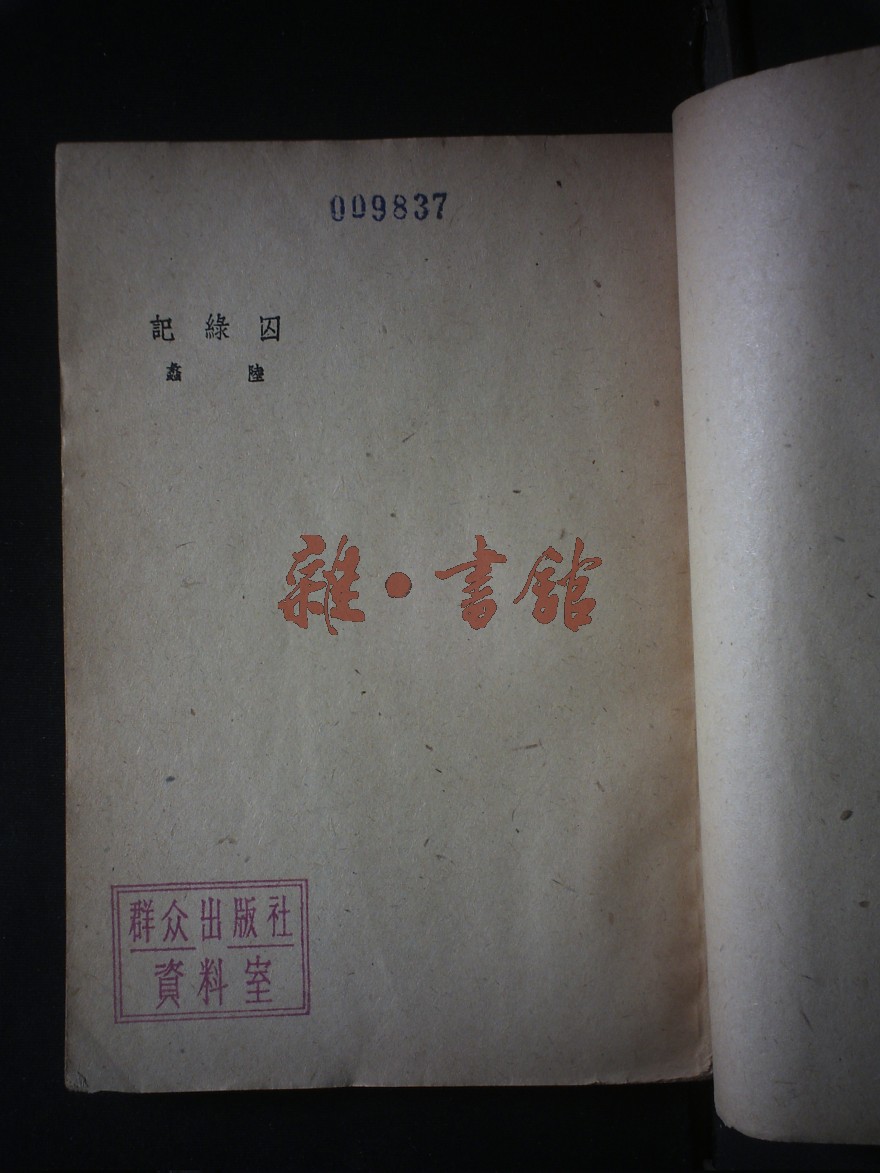 009837
囚綠記
陸蠡
雜·書館
群众出版社
資料室